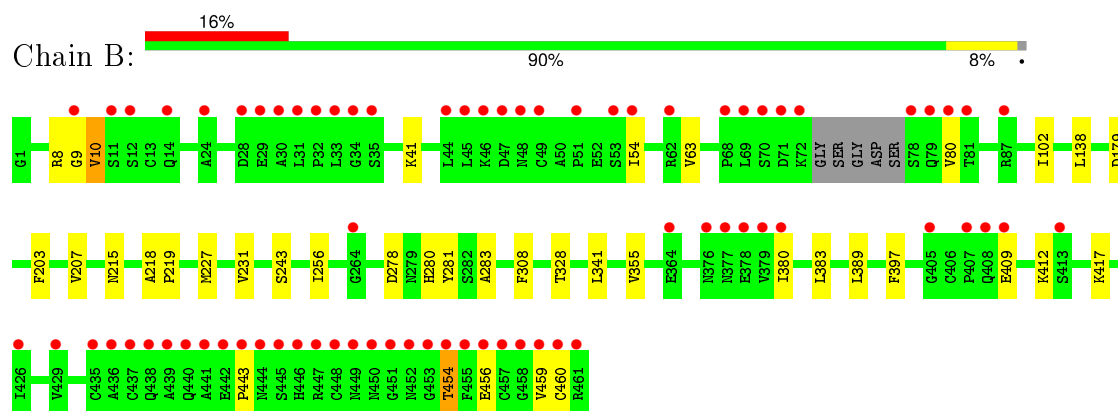 16%
Chain B:
90% 8% •
G1 R8 G9 V10 S11 S12 C13 Q14 A24 D28 E29 A30 L31 P32 L33 G34 S35 K41 L44 L45 K46 D47 N48 C49 A50 P51 E52 S53 I54 R62 V63 P68 L69 S70 D71 K72 GLY SER GLY ASP SER S78 Q79 V80 T81 R87 I102 L138
F203 V207 N215 A218 P219 M227 V231 S243 I256 G264 D278 N279 H280 Y281 S282 A283 F308 T328 L341 V355 E364 N376 N377 E378 V379 I380 L383 L389 F397 G405 C406 P407 Q408 E409 K412 S413 K417
I426 V429 C435 A436 C437 Q438 A439 Q440 A441 E442 P443 N444 S445 H446 R447 C448 N449 N450 G451 N452 G453 T454 F455 E456 C457 G458 V459 C460 R461